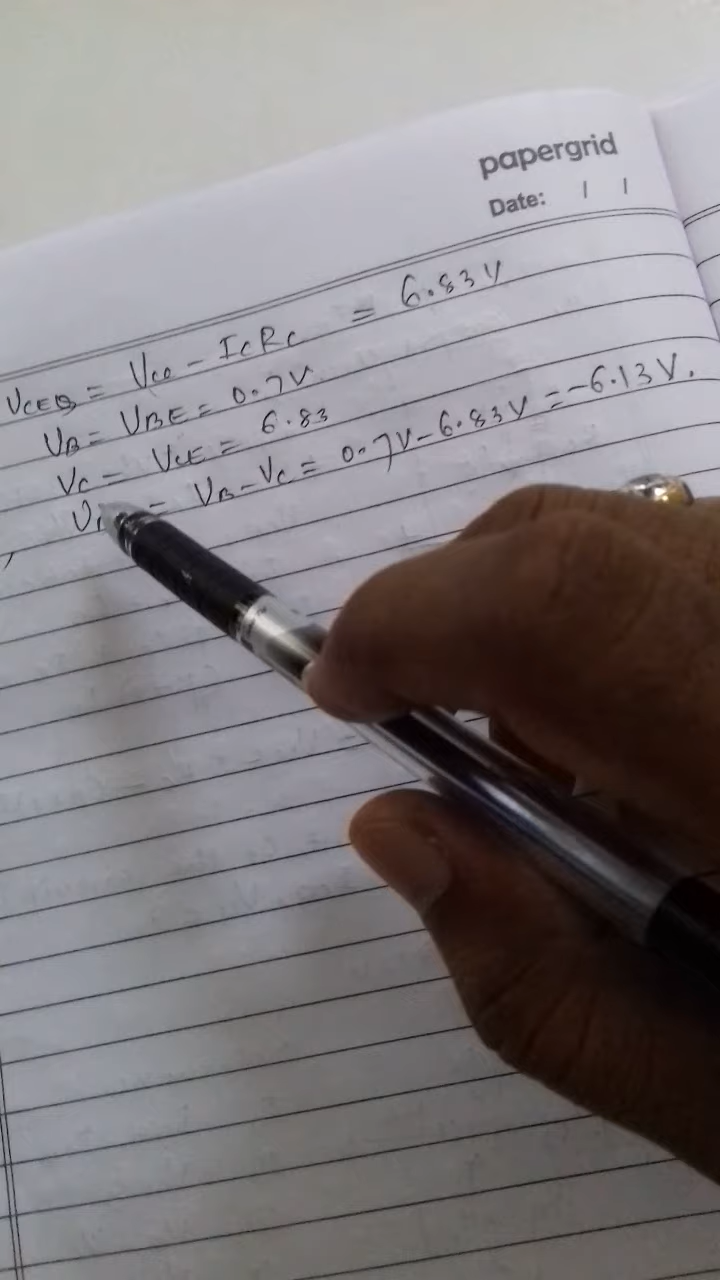 papergrid
Date: / /
VCEQ = VCC - ICRC = 6.83V
VB = VBE = 0.7V
VC = VCE = 6.83
= VB - VC = 0.7V - 6.83V = -6.13V.